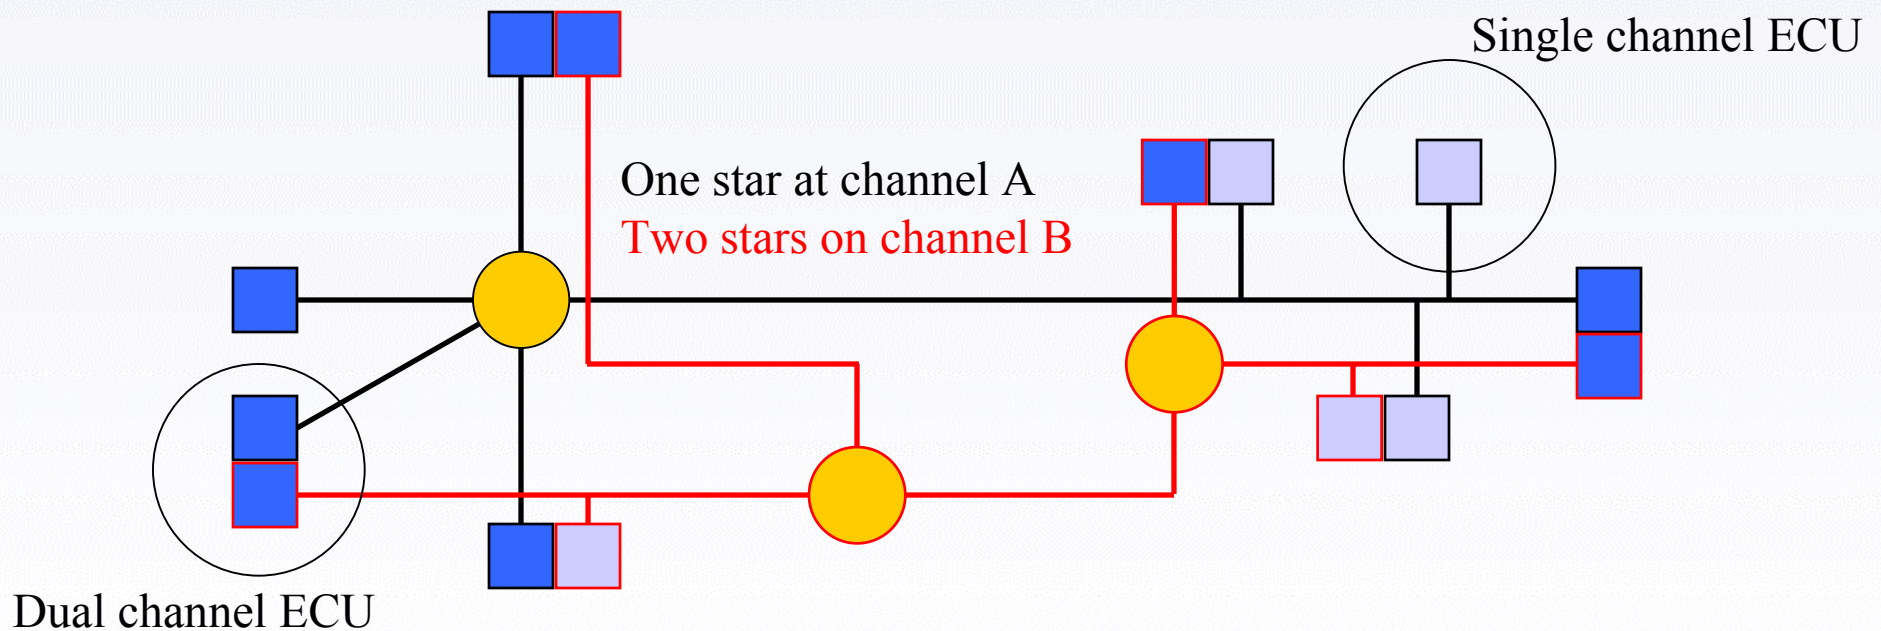 Single channel ECU
One star at channel A
Two stars on channel B
Dual channel ECU